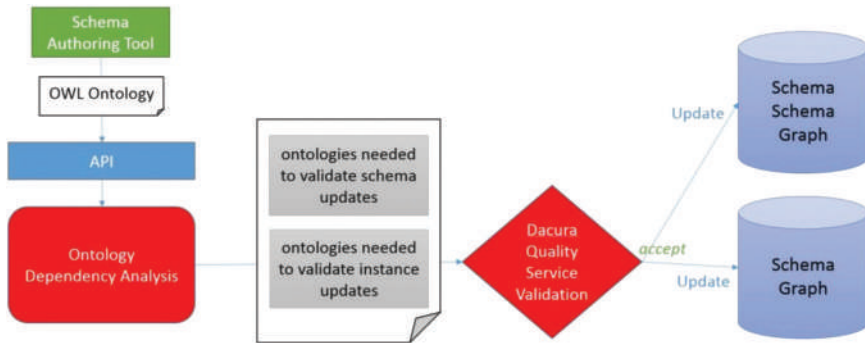 Schema
Authoring Tool
OWL Ontology
API
Ontology
Dependency Analysis
ontologies needed
to validate schema
updates
ontologies needed
to validate instance
updates
Dacura
Quality
Service
Validation
accept
Update
Update
Schema
Schema
Graph
Schema
Graph